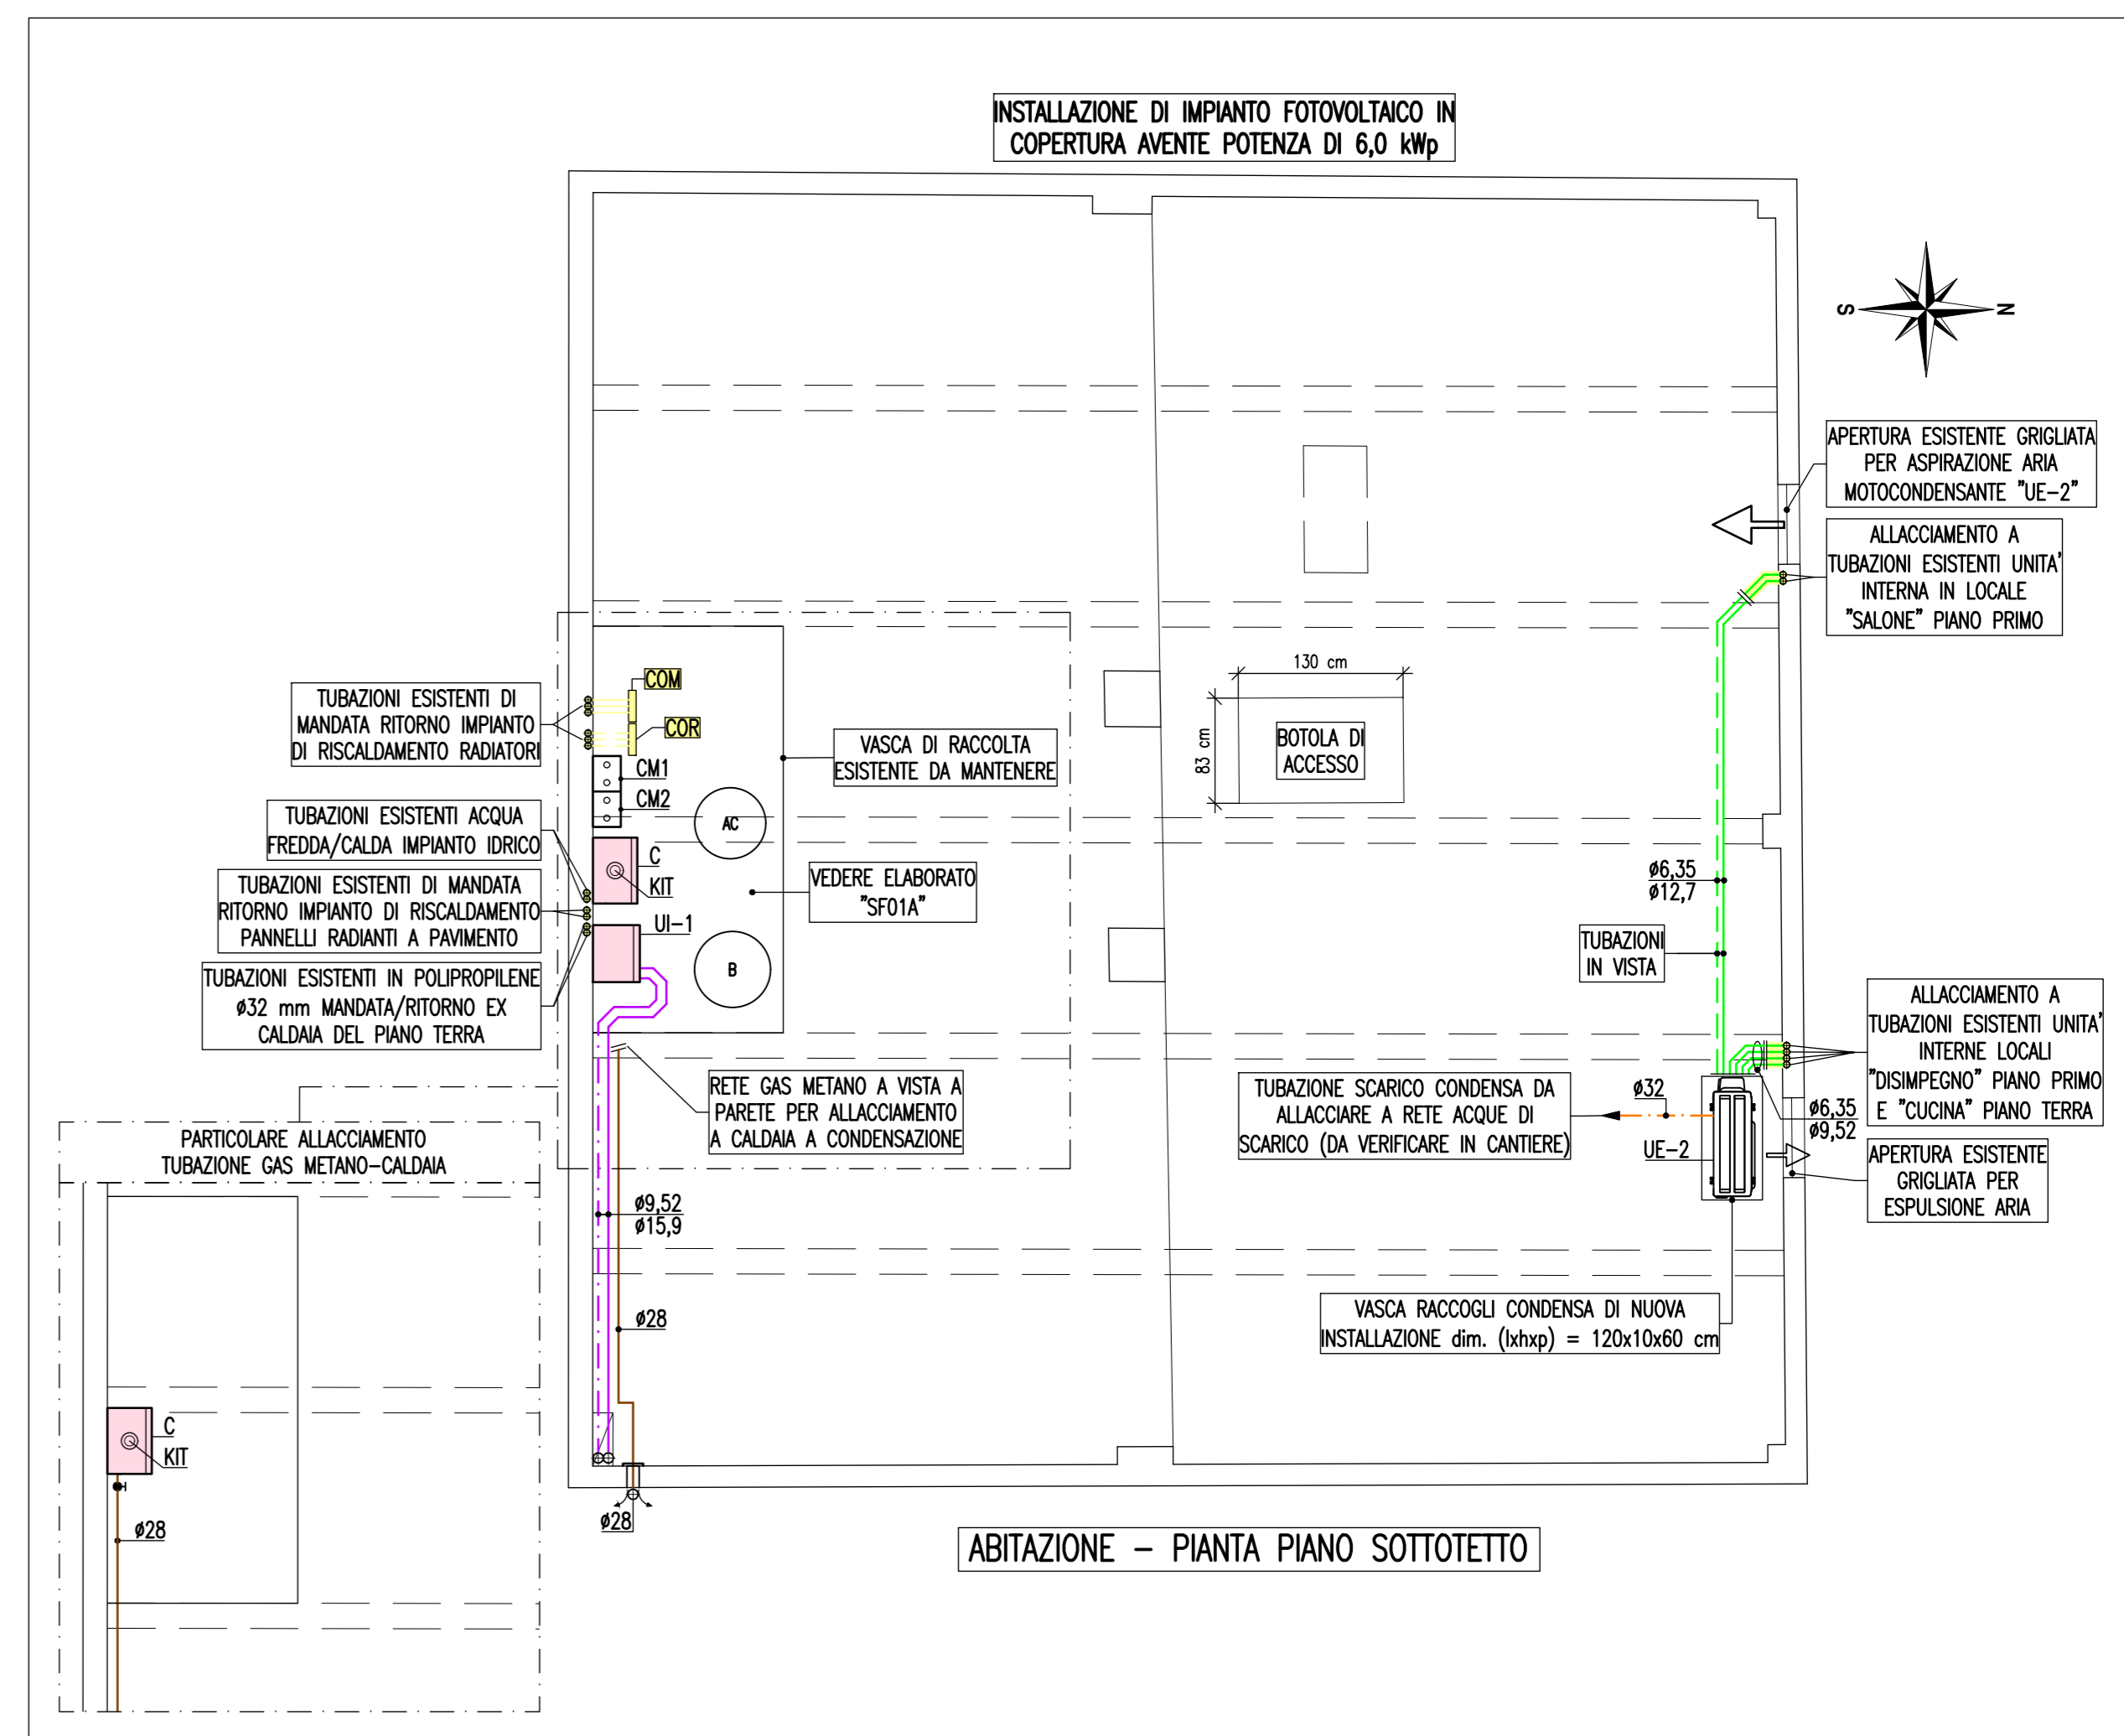 INSTALLAZIONE DI IMPIANTO FOTOVOLTAICO IN
COPERTURA AVENTE POTENZA DI 6,0 kWp
S
N
APERTURA ESISTENTE GRIGLIATA
PER ASPIRAZIONE ARIA
MOTOCONDENSANTE "UE-2"
ALLACCIAMENTO A
TUBAZIONI ESISTENTI UNITA'
INTERNA IN LOCALE
"SALONE" PIANO PRIMO
TUBAZIONI ESISTENTI DI
MANDATA RITORNO IMPIANTO
DI RISCALDAMENTO RADIATORI
COM
COR
CM1
CM2
AC
VASCA DI RACCOLTA
ESISTENTE DA MANTENERE
130 cm
83 cm
BOTOLA DI
ACCESSO
TUBAZIONI ESISTENTI ACQUA
FREDDA/CALDA IMPIANTO IDRICO
C
KIT
VEDERE ELABORATO
"SF01A"
TUBAZIONI ESISTENTI DI MANDATA
RITORNO IMPIANTO DI RISCALDAMENTO
PANNELLI RADIANTI A PAVIMENTO
UI-1
B
TUBAZIONI ESISTENTI IN POLIPROPILENE
ø32 mm MANDATA/RITORNO EX
CALDAIA DEL PIANO TERRA
ø6,35
ø12,7
TUBAZIONI
IN VISTA
ALLACCIAMENTO A
TUBAZIONI ESISTENTI UNITA'
INTERNE LOCALI
"DISIMPEGNO" PIANO PRIMO
E "CUCINA" PIANO TERRA
RETE GAS METANO A VISTA A
PARETE PER ALLACCIAMENTO
A CALDAIA A CONDENSAZIONE
TUBAZIONE SCARICO CONDENSA DA
ALLACCIARE A RETE ACQUE DI
SCARICO (DA VERIFICARE IN CANTIERE)
ø32
UE-2
ø6,35
ø9,52
APERTURA ESISTENTE
GRIGLIATA PER
ESPULSIONE ARIA
PARTICOLARE ALLACCIAMENTO
TUBAZIONE GAS METANO-CALDAIA
ø9,52
ø15,9
ø28
VASCA RACCOGLI CONDENSA DI NUOVA
INSTALLAZIONE dim. (lxhxp) = 120x10x60 cm
C
KIT
ø28
ø28
ABITAZIONE - PIANTA PIANO SOTTOTETTO